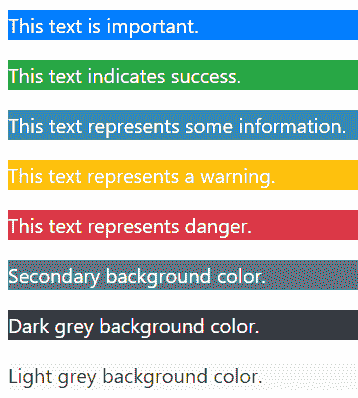 This text is important.
This text indicates success.
This text represents some information.
This text represents a warning.
This text represents danger.
Secondary background color.
Dark grey background color.
Light grey background color.